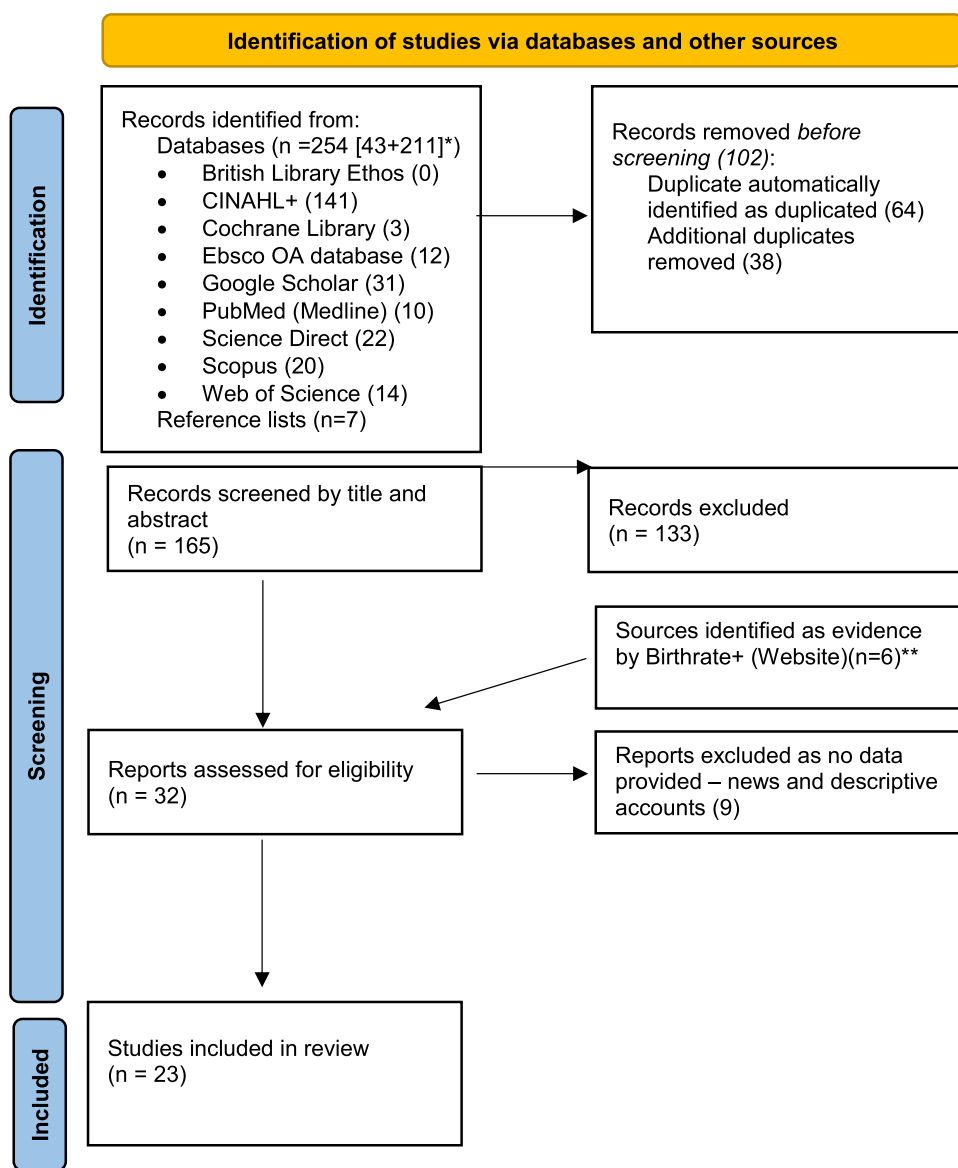 Identification of studies via databases and other sources
Identification
Records identified from:
Databases (n =254 [43+211]*)
• British Library Ethos (0)
• CINAHL+ (141)
• Cochrane Library (3)
• Ebsco OA database (12)
• Google Scholar (31)
• PubMed (Medline) (10)
• Science Direct (22)
• Scopus (20)
• Web of Science (14)
Reference lists (n=7)
Records removed before
screening (102):
Duplicate automatically
identified as duplicated (64)
Additional duplicates
removed (38)
Screening
Records screened by title and
abstract
(n = 165)
Records excluded
(n = 133)
Sources identified as evidence
by Birthrate+ (Website)(n=6)**
Reports assessed for eligibility
(n = 32)
Reports excluded as no data
provided – news and descriptive
accounts (9)
Included
Studies included in review
(n = 23)